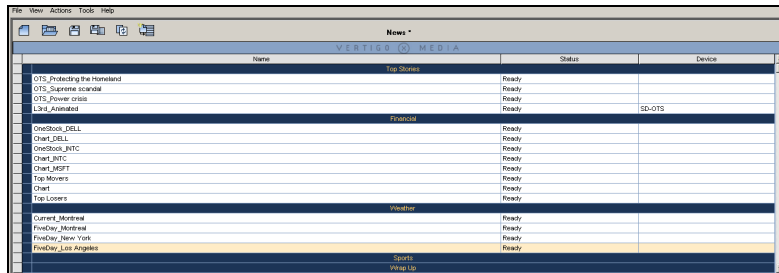 File View Actions Tools Help
News *
VERTIGO MEDIA
Name Status Device
Top Stories
OTS_Protecting the Homeland Ready
OTS_Supreme scandal Ready
OTS_Power crisis Ready
L3rd_Animated Ready SD-OTS
Financial
OneStock_DELL Ready
Chart_DELL Ready
OneStock_INTC Ready
Chart_INTC Ready
Chart_MSFT Ready
Top Movers Ready
Chart Ready
Top Losers Ready
Weather
Current_Montreal Ready
FiveDay_Montreal Ready
FiveDay_New York Ready
FiveDay_Los Angeles Ready
Sports
Wrap Up